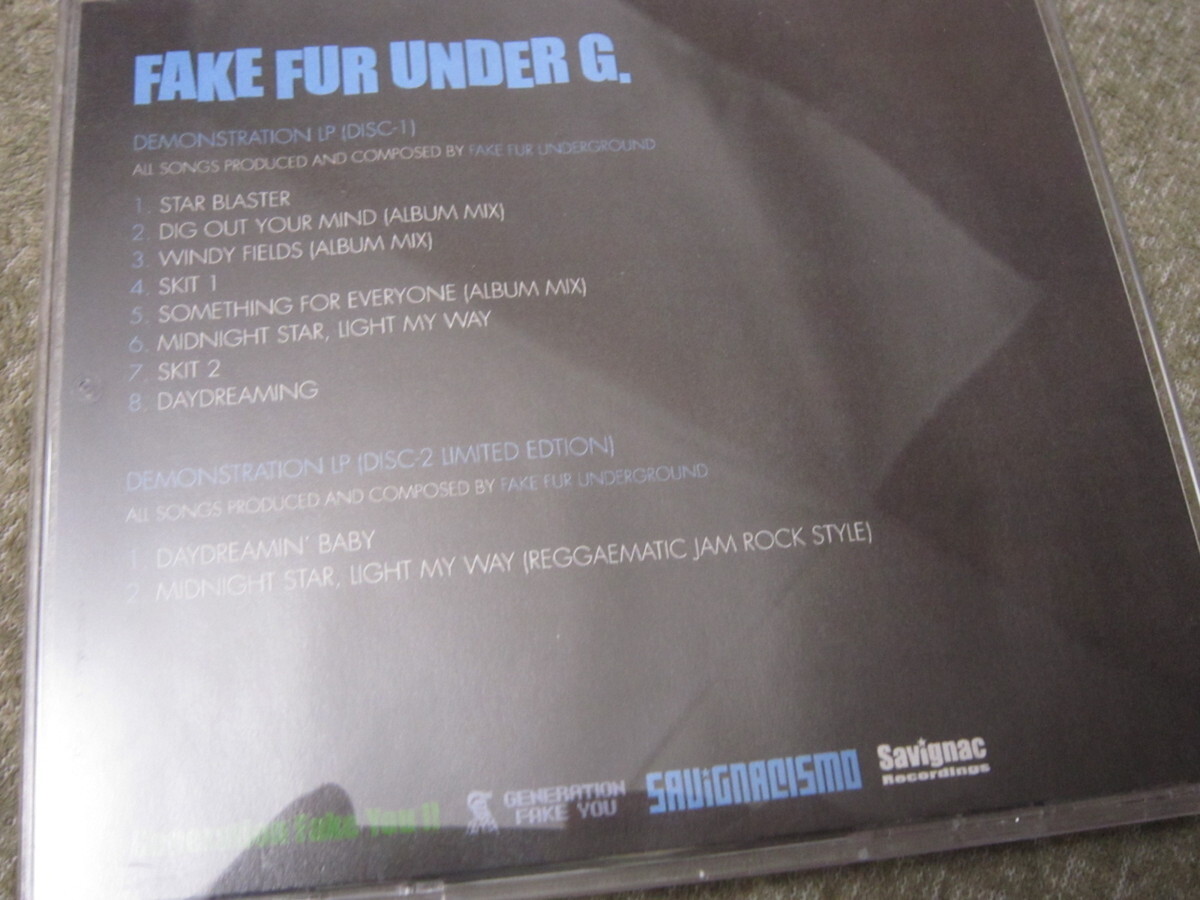 FAKE FUR UNDER G.
DEMONSTRATION LP (DISC-1)
ALL SONGS PRODUCED AND COMPOSED BY FAKE FUR UNDERGROUND
1. STAR BLASTER
2. DIG OUT YOUR MIND (ALBUM MIX)
3. WINDY FIELDS (ALBUM MIX)
4. SKIT 1
5. SOMETHING FOR EVERYONE (ALBUM MIX)
6. MIDNIGHT STAR, LIGHT MY WAY
7. SKIT 2
8. DAYDREAMING
DEMONSTRATION LP (DISC-2 LIMITED EDTION)
ALL SONGS PRODUCED AND COMPOSED BY FAKE FUR UNDERGROUND
1. DAYDREAMIN' BABY
2. MIDNIGHT STAR, LIGHT MY WAY (REGGAEMATIC JAM ROCK STYLE)
Generation Fake You!!
GENERATION
FAKE YOU
SAViGNACISMO
Savignac
Recordings